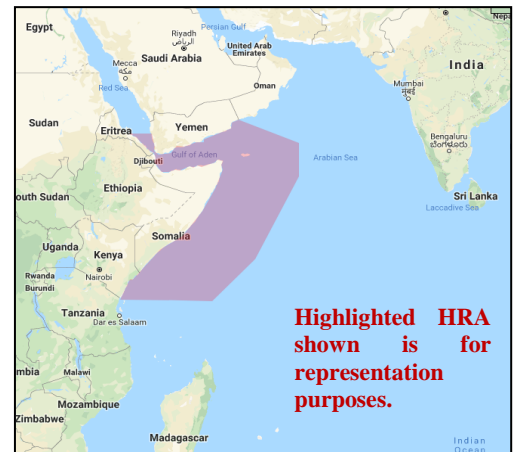 Persian Gulf
Nepal
Egypt
Riyadh
الرياض
United Arab
Emirates
Mecca
مكة
Saudi Arabia
India
Red Sea
Oman
Mumbai
मुंबई
Sudan
Eritrea
Yemen
Bengaluru
ಬೆಂಗಳೂರು
Djibouti
Gulf of Aden
Arabian Sea
Ethiopia
outh Sudan
Sri Lanka
Laccadive Sea
Somalia
Uganda
Kenya
Rwanda
Nairobi
Burundi
Tanzania
Dar es Salaam
Highlighted HRA
shown is for
representation
purposes.
mbia
Malawi
Mozambique
Zimbabwe
Madagascar
Indian
Ocean